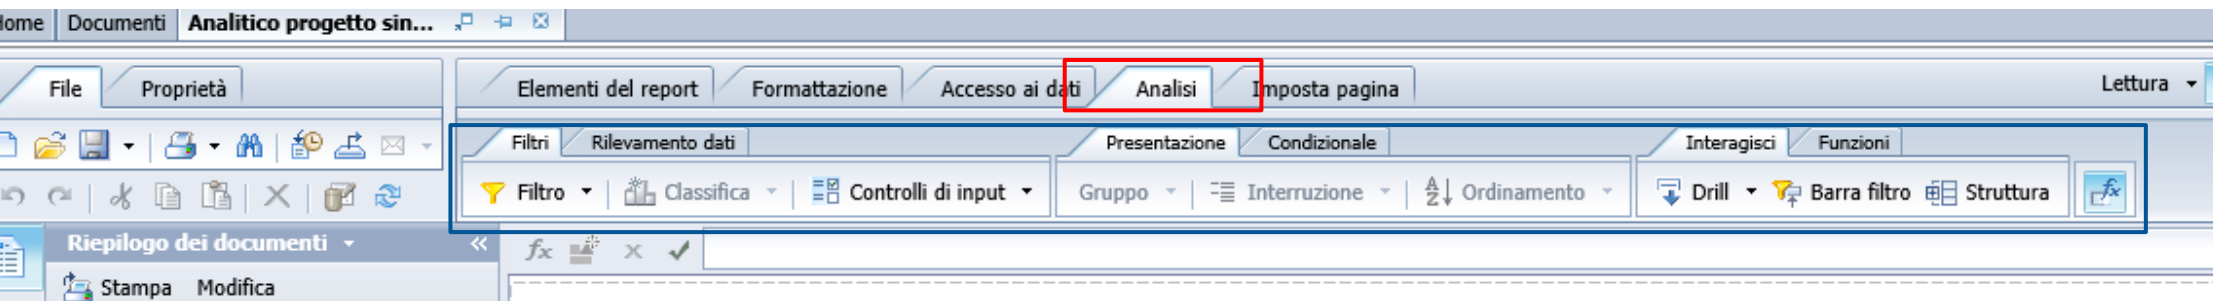 Home Documenti Analitico progetto sin...
File Proprietà Elementi del report Formattazione Accesso ai dati Analisi Imposta pagina Lettura
Filtri Rilevamento dati Presentazione Condizionale Interagisci Funzioni
Filtro Classifica Controlli di input Gruppo Interruzione Ordinamento Drill Barra filtro Struttura
Riepilogo dei documenti
Stampa Modifica